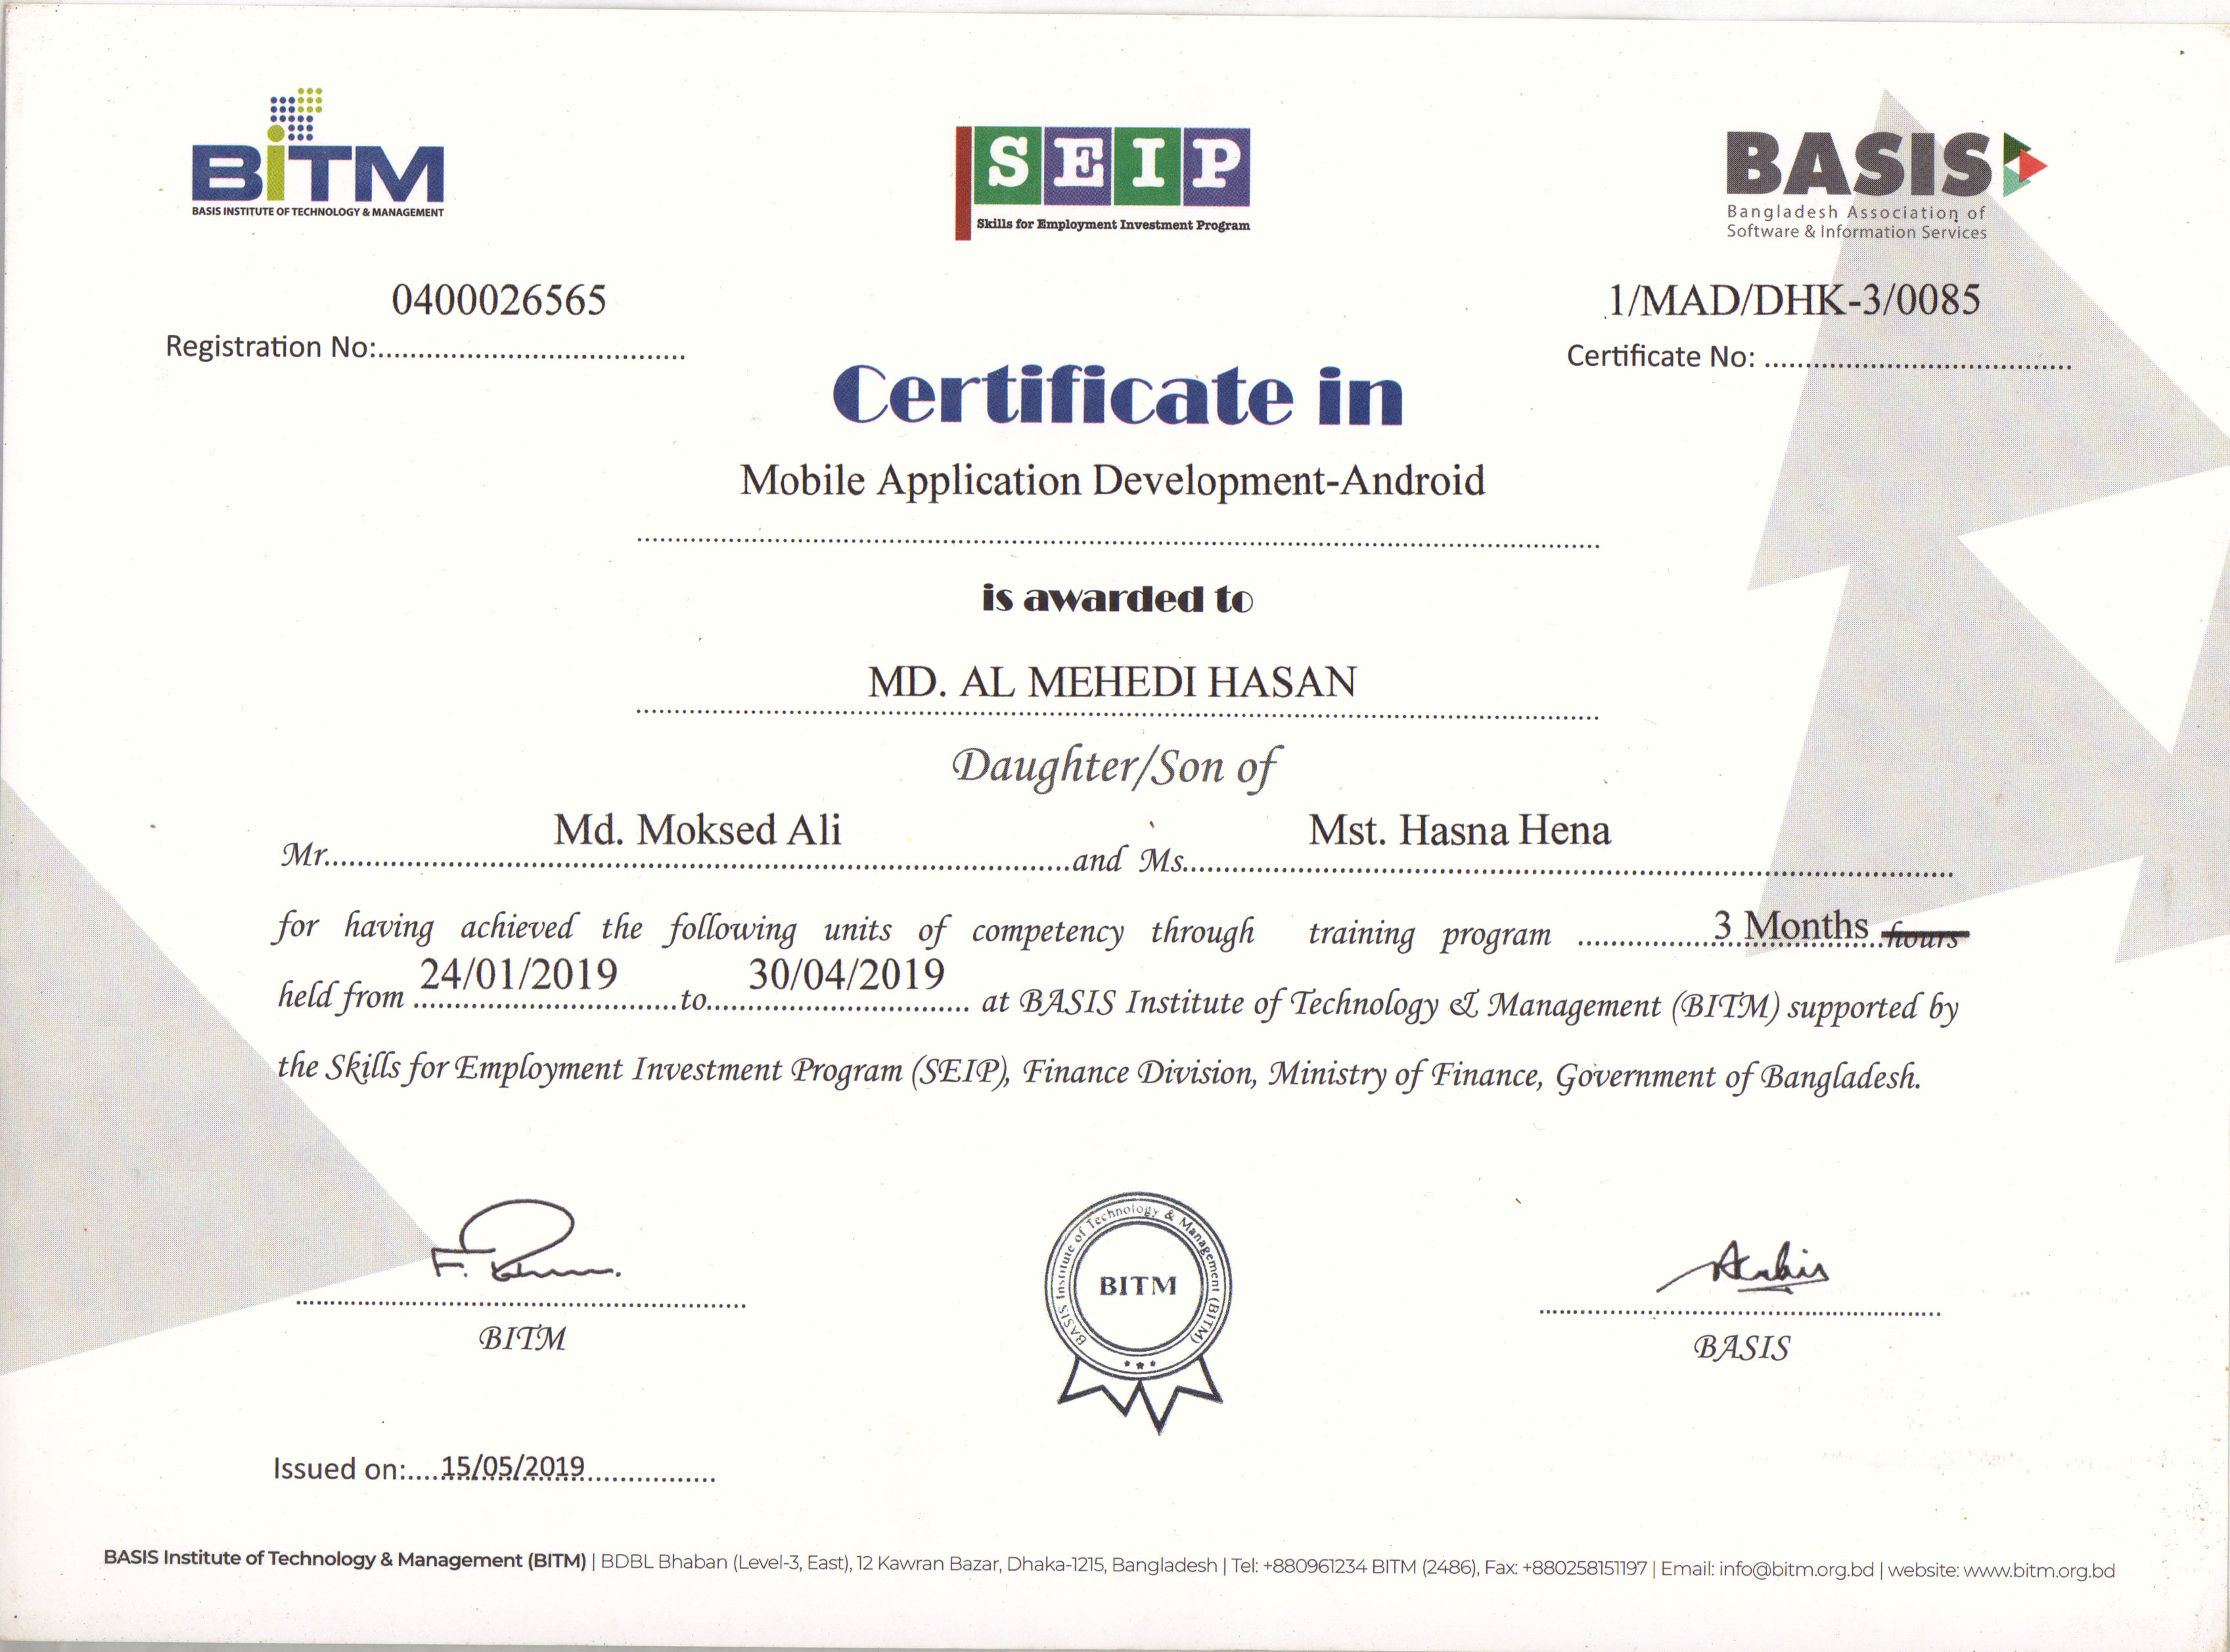 BiTM
BASIS INSTITUTE OF TECHNOLOGY & MANAGEMENT
SEIP
Skills for Employment Investment Program
BASIS
Bangladesh Association of
Software & Information Services
0400026565
Registration No:
1/MAD/DHK-3/0085
Certificate No:
Certificate in
Mobile Application Development-Android
is awarded to
MD. AL MEHEDI HASAN
Daughter/Son of
Mr. Md. Moksed Ali and Ms. Mst. Hasna Hena
for having achieved the following units of competency through training program 3 Months hours
held from 24/01/2019 to 30/04/2019 at BASIS Institute of Technology & Management (BITM) supported by
the Skills for Employment Investment Program (SEIP), Finance Division, Ministry of Finance, Government of Bangladesh.
BITM
BASIS Institute of Technology & Management (BITM)
BITM
BASIS
Issued on: 15/05/2019
BASIS Institute of Technology & Management (BITM) | BDBL Bhaban (Level-3, East), 12 Kawran Bazar, Dhaka-1215, Bangladesh | Tel: +880961234 BITM (2486), Fax: +880258151197 | Email: info@bitm.org.bd | website: www.bitm.org.bd